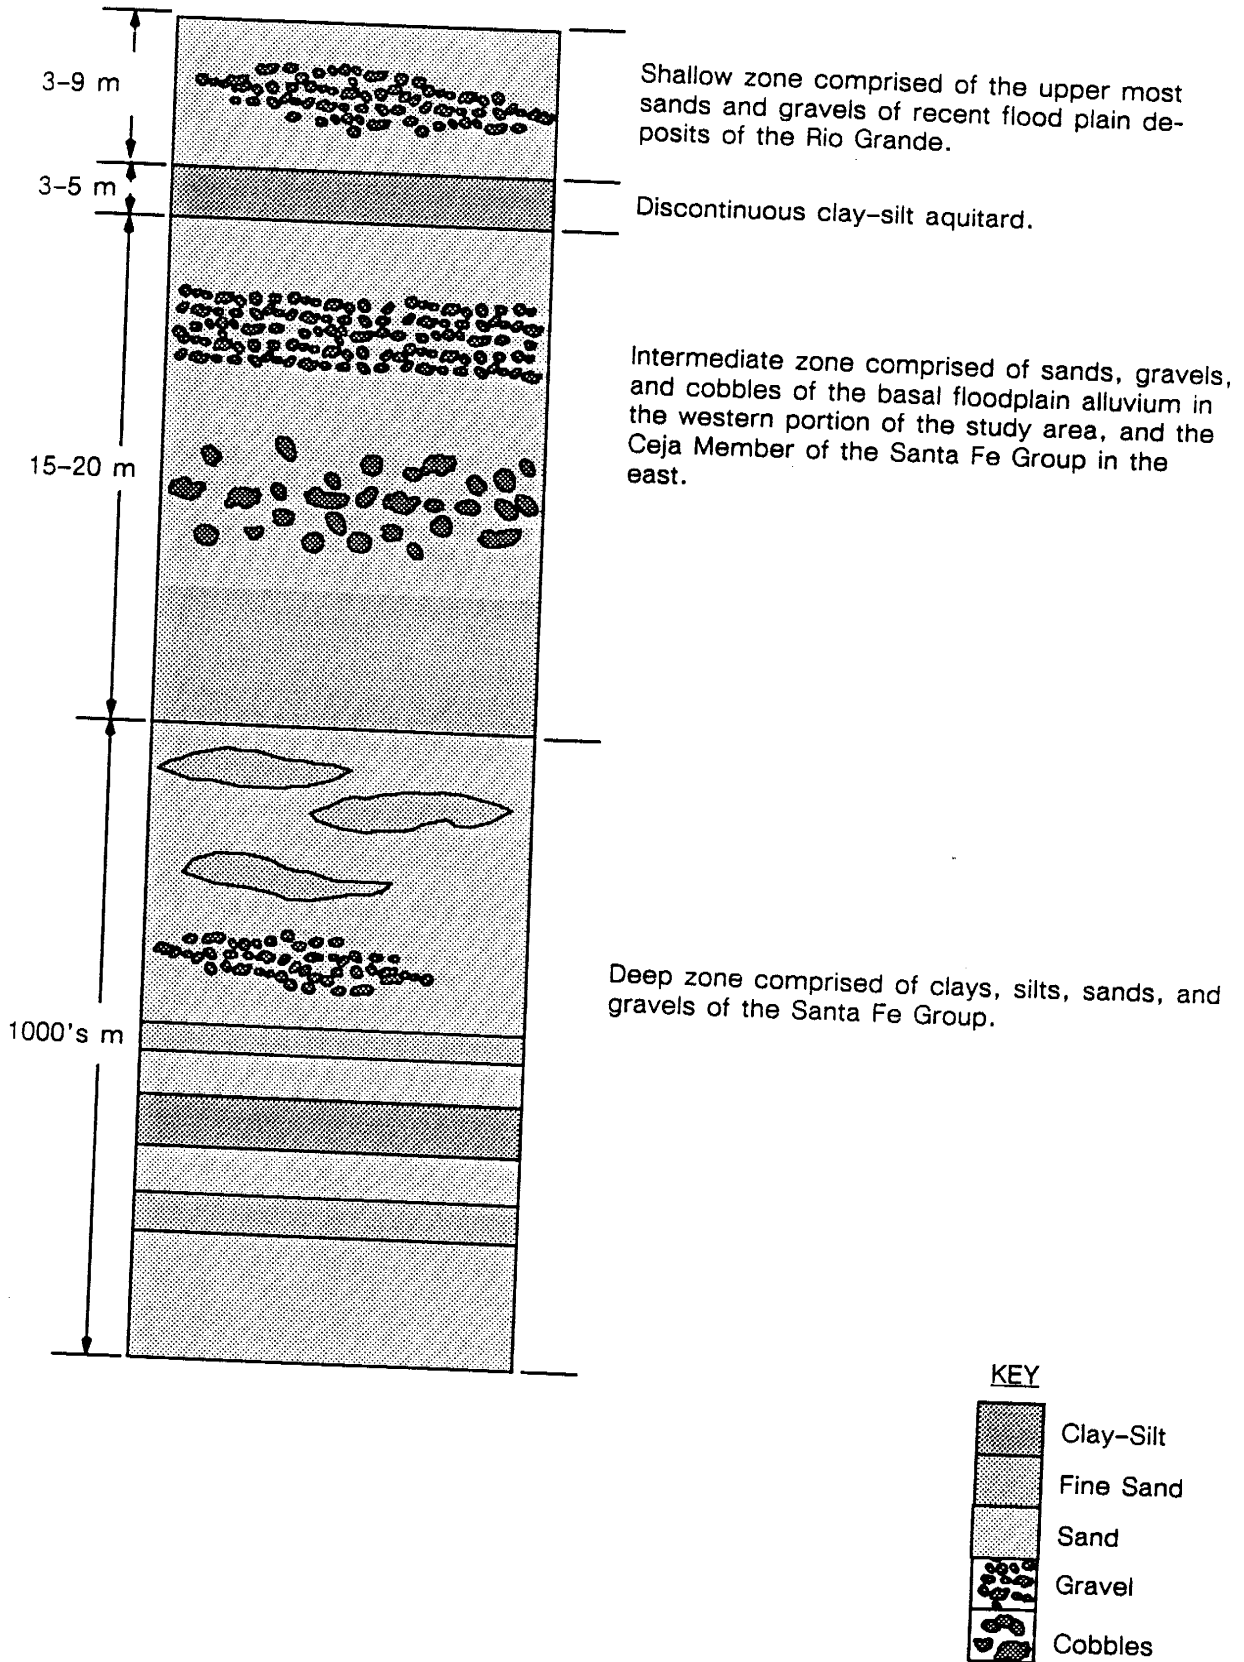 3-9 m
Shallow zone comprised of the upper most
sands and gravels of recent flood plain de-
posits of the Rio Grande.
3-5 m
Discontinuous clay-silt aquitard.
15-20 m
Intermediate zone comprised of sands, gravels,
and cobbles of the basal floodplain alluvium in
the western portion of the study area, and the
Ceja Member of the Santa Fe Group in the
east.
1000's m
Deep zone comprised of clays, silts, sands, and
gravels of the Santa Fe Group.
KEY
Clay-Silt
Fine Sand
Sand
Gravel
Cobbles